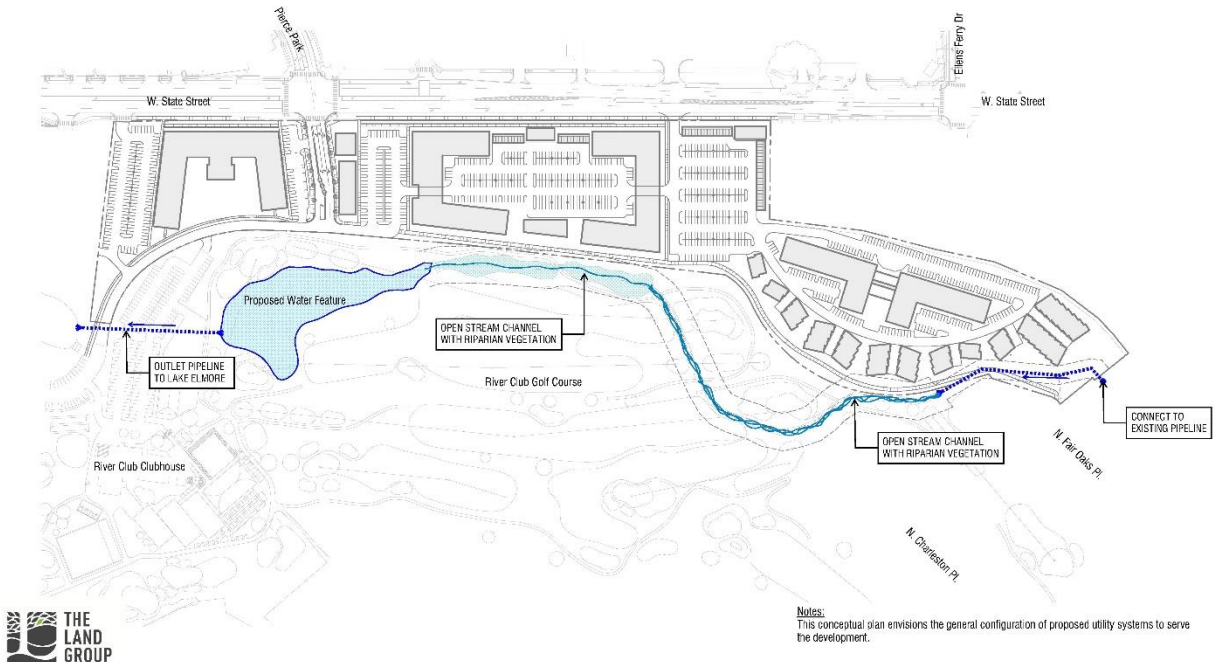 Pierce Park
Ellens Ferry Dr
W. State Street
W. State Street
Proposed Water Feature
OPEN STREAM CHANNEL
WITH RIPARIAN VEGETATION
OUTLET PIPELINE
TO LAKE ELMORE
River Club Golf Course
CONNECT TO
EXISTING PIPELINE
OPEN STREAM CHANNEL
WITH RIPARIAN VEGETATION
N. Fair Oaks Pl.
River Club Clubhouse
N. Charleston Pl.
THE
LAND
GROUP
Notes:
This conceptual plan envisions the general configuration of proposed utility systems to serve
the development.